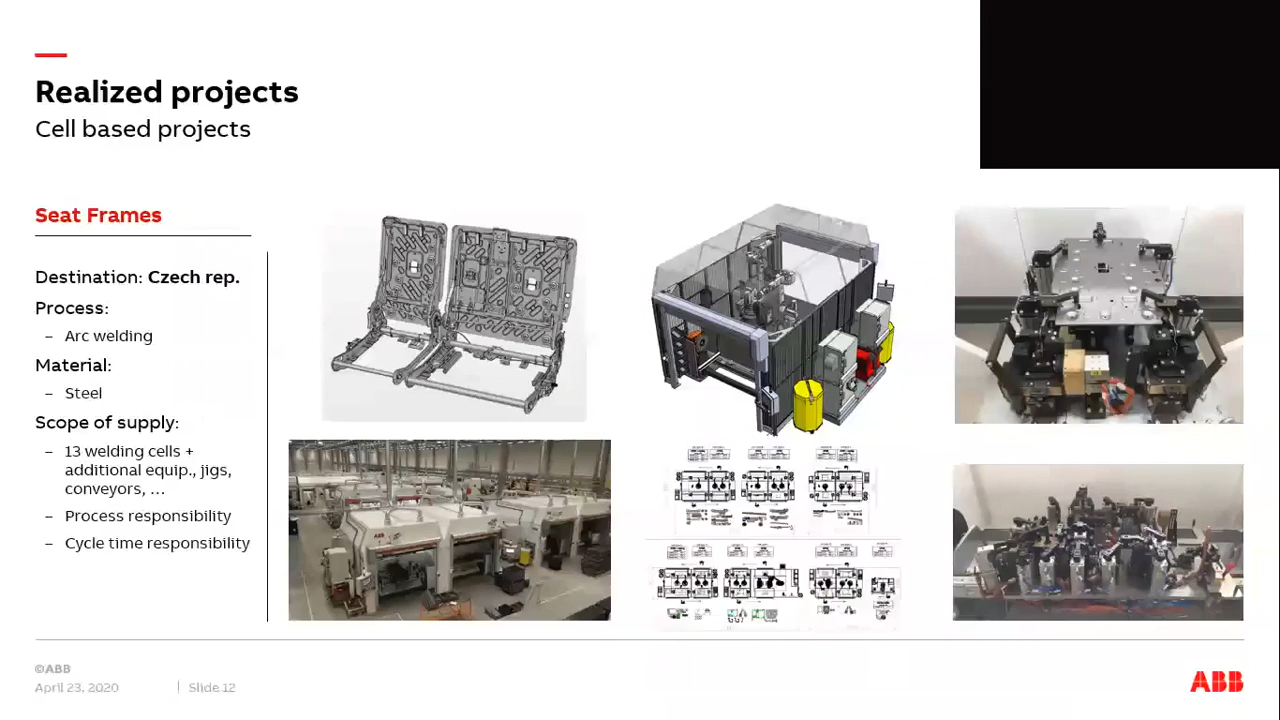 Realized projects
Cell based projects
Seat Frames
Destination: Czech rep.
Process:
– Arc welding
Material:
– Steel
Scope of supply:
– 13 welding cells +
additional equip., jigs,
conveyors, ...
– Process responsibility
– Cycle time responsibility
ABB
©ABB
April 23, 2020
Slide 12
ABB